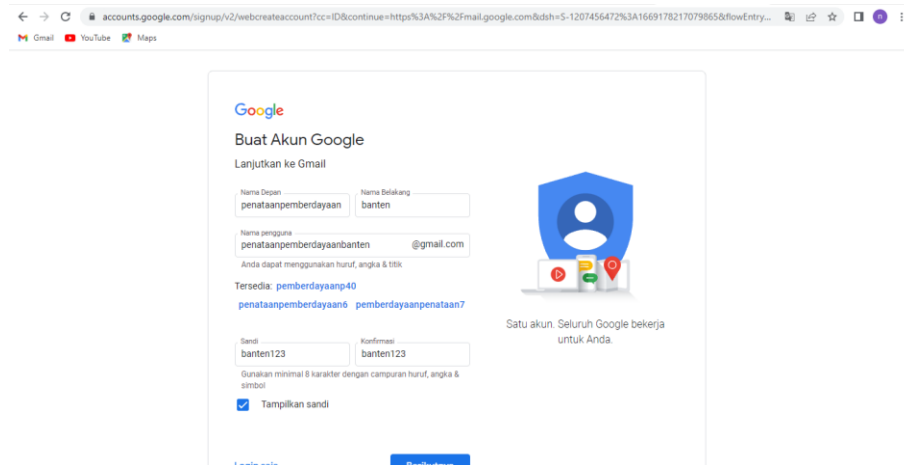 accounts.google.com/signup/v2/webcreateaccount?cc=ID&continue=https%3A%2F%2Fmail.google.com&dsh=S-1207456472%3A1669178217079865&flowEntry...
n
Gmail YouTube Maps
Google
Buat Akun Google
Lanjutkan ke Gmail
Nama Depan Nama Belakang
penataanpemberdayaan banten
Nama pengguna
penataanpemberdayaanbanten @gmail.com
Anda dapat menggunakan huruf, angka & titik
Tersedia: pemberdayaanp40
penataanpemberdayaan6 pemberdayaanpenataan7
Satu akun. Seluruh Google bekerja
untuk Anda.
Sandi Konfirmasi
banten123 banten123
Gunakan minimal 8 karakter dengan campuran huruf, angka &
simbol
Tampilkan sandi